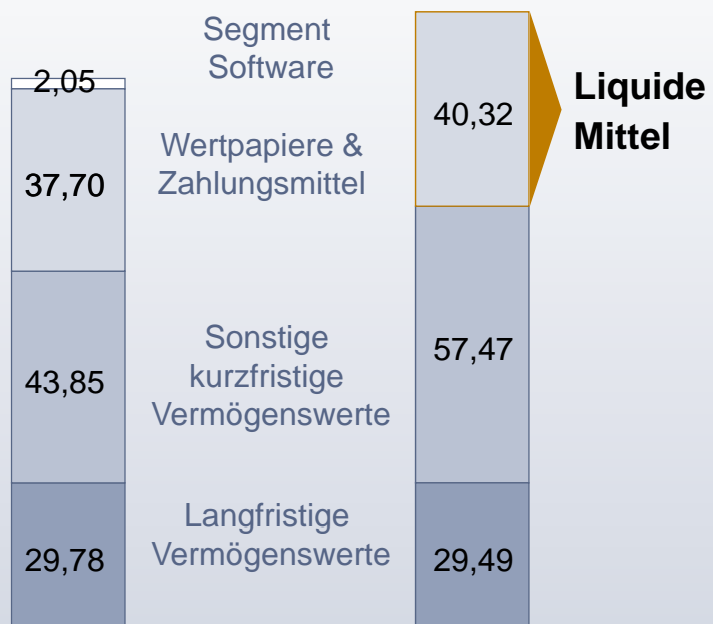 Segment
Software
2,05
40,32
Liquide
Mittel
Wertpapiere &
Zahlungsmittel
37,70
Sonstige
kurzfristige
Vermögenswerte
43,85
57,47
Langfristige
Vermögenswerte
29,78
29,49